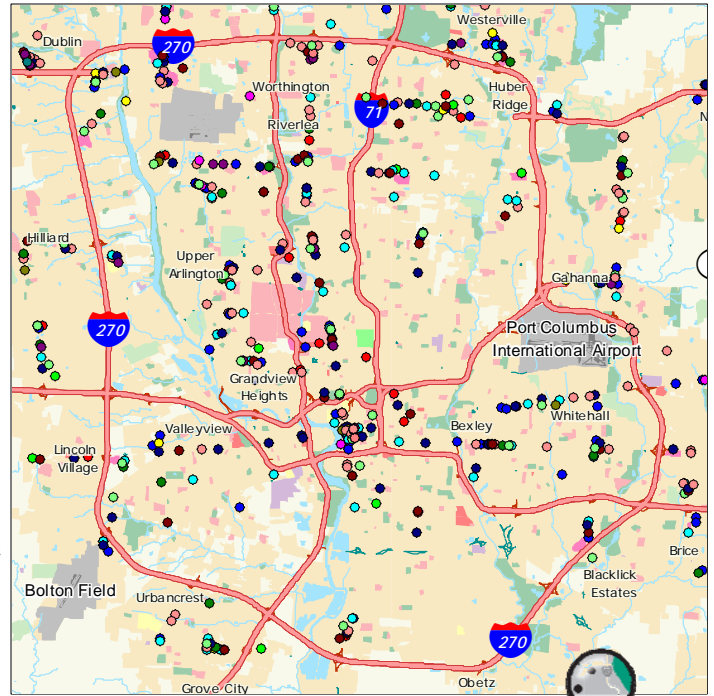 Westerville
Dublin
270
Worthington
Huber
Ridge
71
Riverlea
N
Hilliard
Upper
Arlington
Gahanna
270
Port Columbus
International Airport
Grandview
Heights
Whitehall
Bexley
Valleyview
Lincoln
Village
Brice
Blacklick
Estates
Bolton Field
Urbancrest
270
Obetz
Grove City